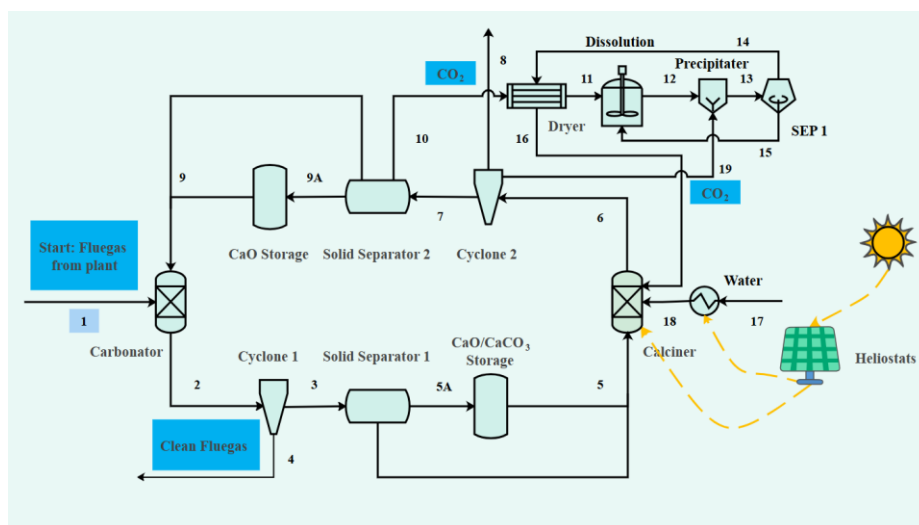 Dissolution
14
8
Precipitater
CO₂
11
12
13
Dryer
SEP 1
10
16
15
19
9
9A
7
6
CO₂
Start: Fluegas
from plant
CaO Storage
Solid Separator 2
Cyclone 2
Water
1
18
17
Carbonator
Calciner
Heliostats
Cyclone 1
Solid Separator 1
CaO/CaCO₃
Storage
2
3
5A
5
Clean Fluegas
4